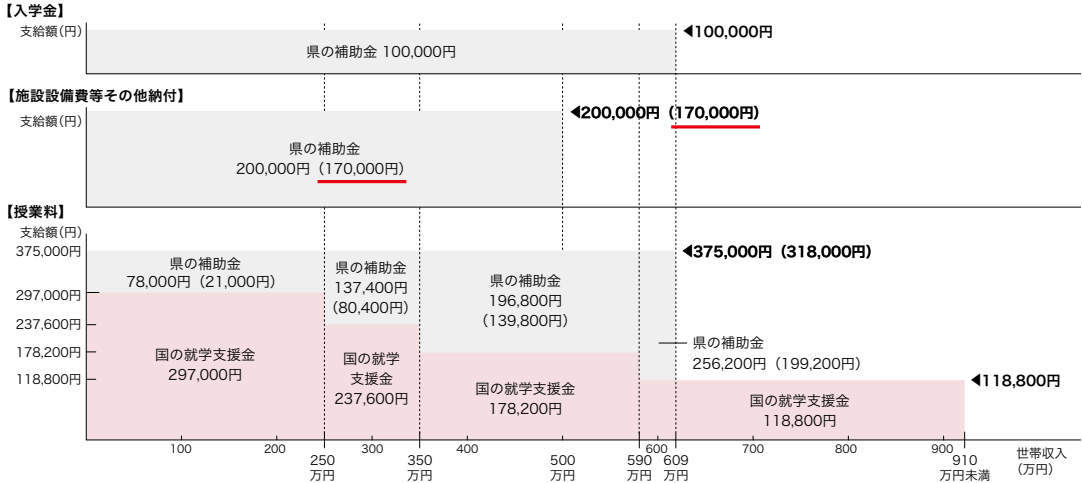 【入学金】
支給額(円)
県の補助金 100,000円
◀100,000円
【施設設備費等その他納付】
支給額(円)
県の補助金
200,000円（170,000円）
◀200,000円（170,000円）
【授業料】
支給額(円)
375,000円
297,000円
237,600円
178,200円
118,800円
県の補助金
78,000円（21,000円）
国の就学支援金
297,000円
県の補助金
137,400円
（80,400円）
国の就学
支援金
237,600円
県の補助金
196,800円
（139,800円）
国の就学支援金
178,200円
◀375,000円（318,000円）
県の補助金
256,200円（199,200円）
国の就学支援金
118,800円
◀118,800円
100
200
250
万円
300
350
万円
400
500
万円
590
万円
600
609
万円
700
800
900
910
万円未満
世帯収入
（万円）